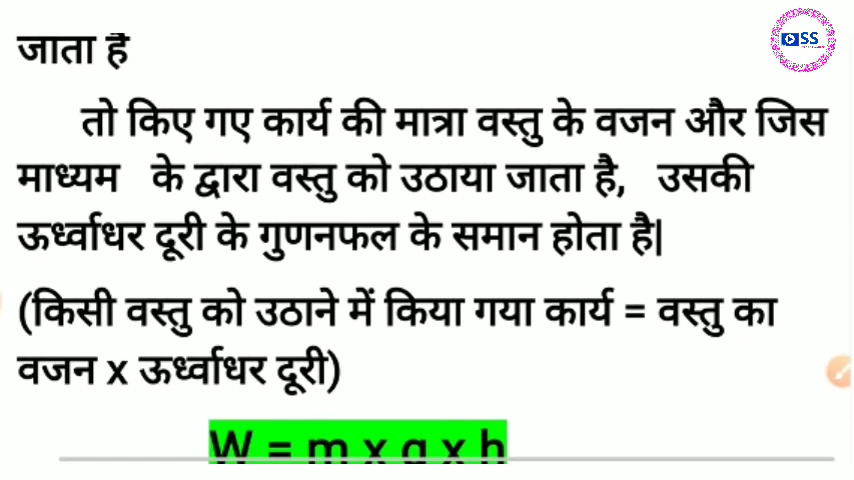 जाता है
तो किए गए कार्य की मात्रा वस्तु के वजन और जिस
माध्यम के द्वारा वस्तु को उठाया जाता है, उसकी
ऊर्ध्वाधर दूरी के गुणनफल के समान होता है|
(किसी वस्तु को उठाने में किया गया कार्य = वस्तु का
वजन x ऊर्ध्वाधर दूरी)
W = m x g x h
SS